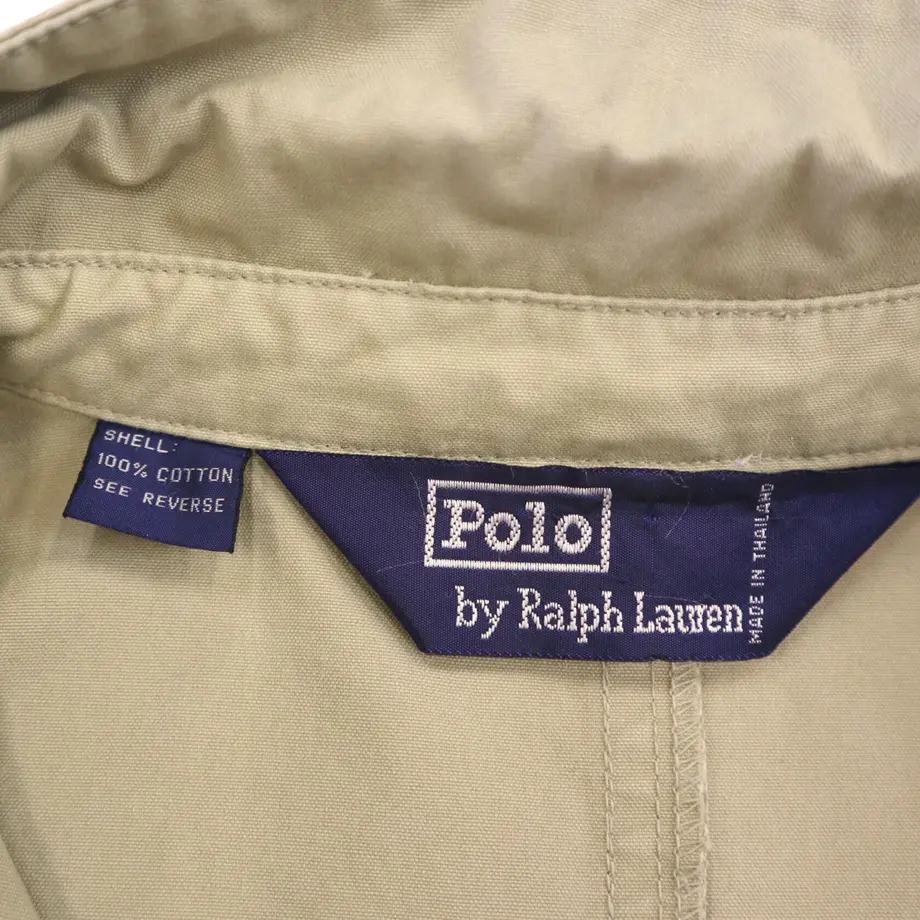 SHELL:
100% COTTON
SEE REVERSE
Polo
by Ralph Lauren
MADE IN THAILAND